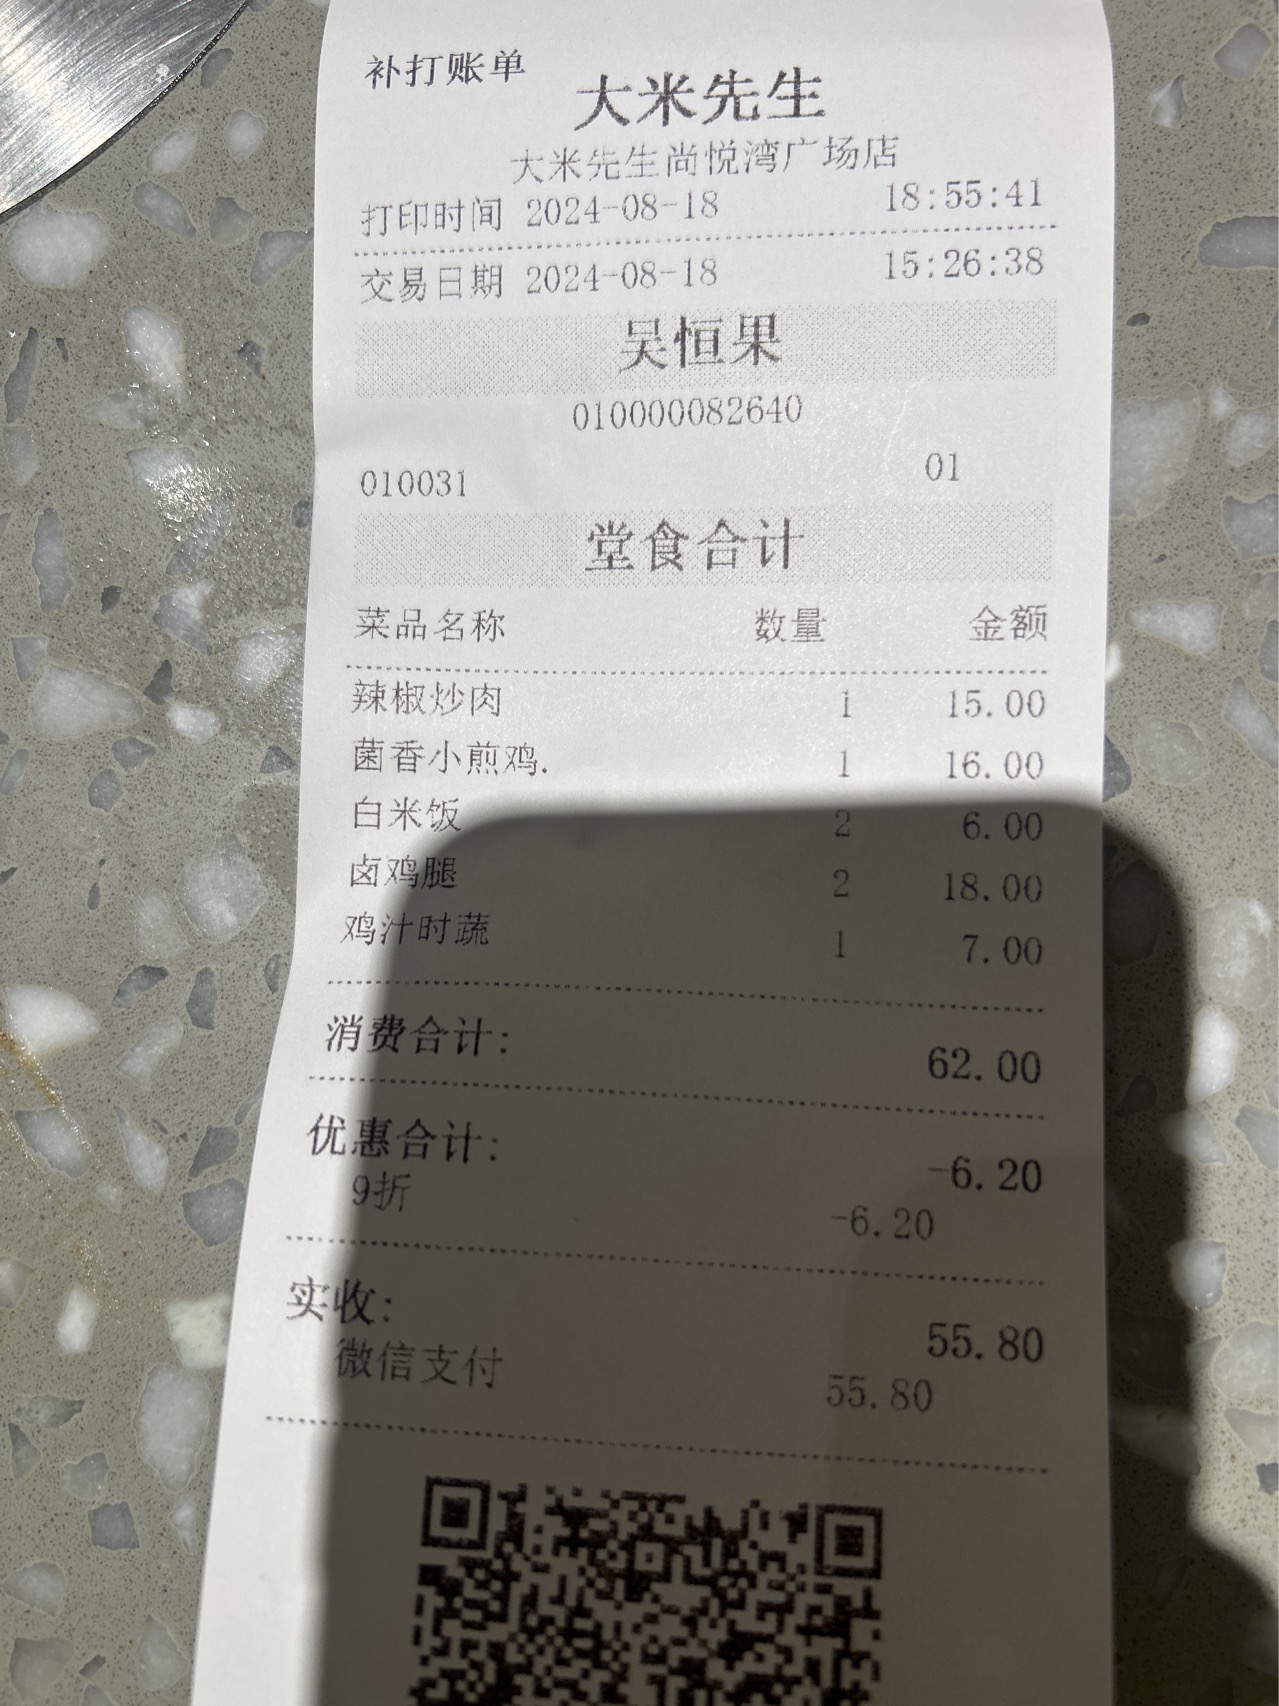 补打账单
大米先生
大米先生尚悦湾广场店
打印时间 2024-08-18 18:55:41
交易日期 2024-08-18 15:26:38
吴恒果
010000082640
010031 01
堂食合计
菜品名称 数量 金额
辣椒炒肉 1 15.00
菌香小煎鸡. 1 16.00
白米饭 2 6.00
卤鸡腿 2 18.00
鸡汁时蔬 1 7.00
消费合计: 62.00
优惠合计: -6.20
9折 -6.20
实收: 55.80
微信支付 55.80